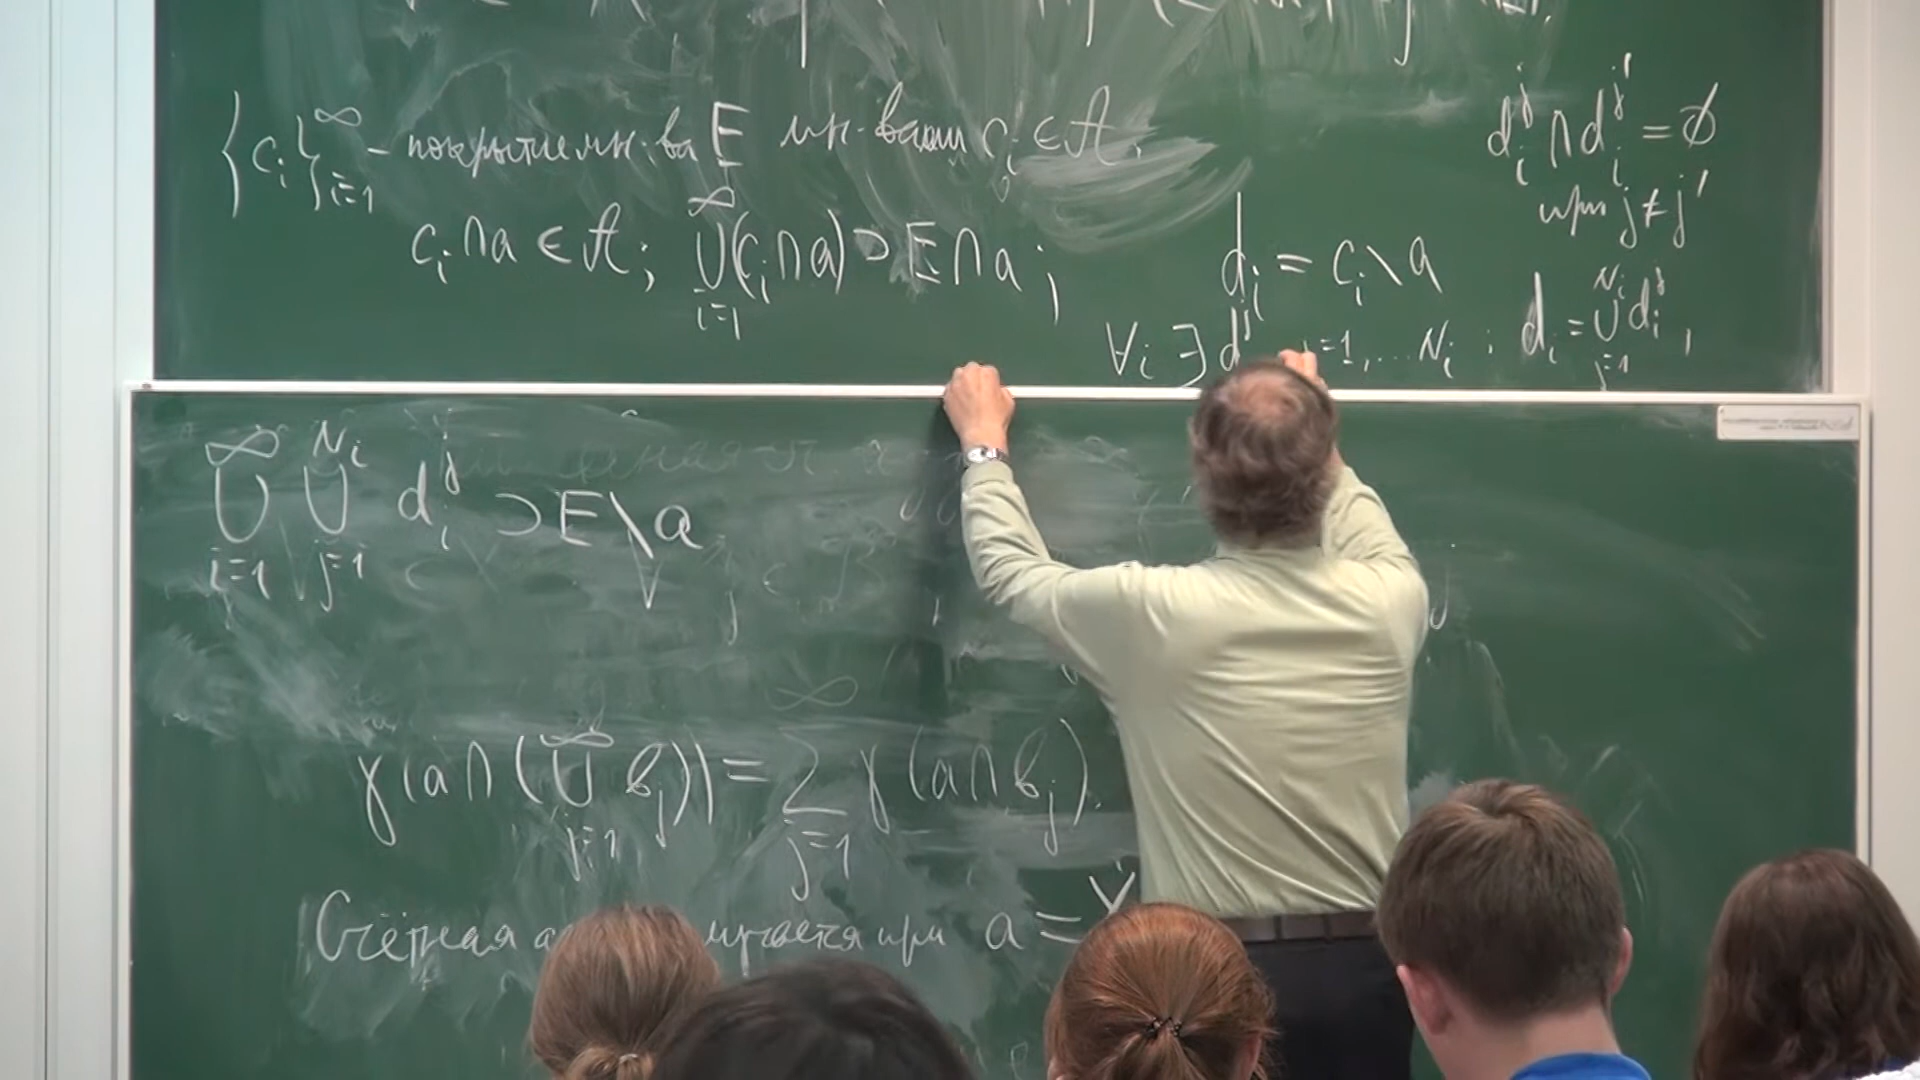 {c_i}_{i=1}^∞ – покрытие мн-ва E мн-вами c_i ∈ A,
c_i ∩ a ∈ A; ⋃_{i=1}^∞ (c_i ∩ a) ⊃ E ∩ a;
d_i^j ∩ d_i^{j'} = ∅
при j ≠ j'
d_i = c_i \ a
∀i ∃ d_i^j, j=1,...N_i : d_i = ⋃_{j=1}^{N_i} d_i^j,
⋃_{i=1}^∞ ⋃_{j=1}^{N_i} d_i^j ⊃ E \ a
γ(a ∩ (⋃_{j=1}^∞ b_j)) = ∑_{j=1}^∞ γ(a ∩ b_j).
Счётная при a =